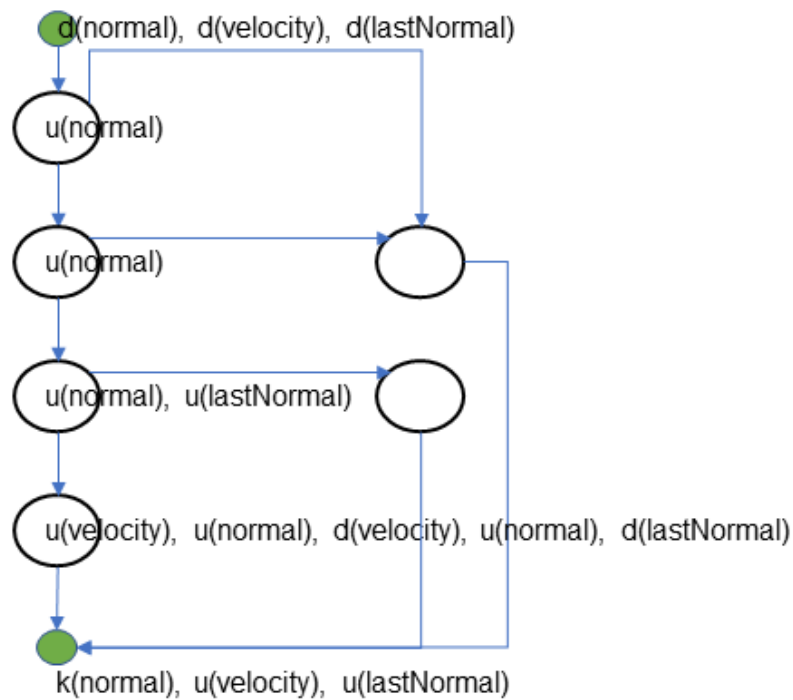 d(normal), d(velocity), d(lastNormal)
u(normal)
u(normal)
u(normal), u(lastNormal)
u(velocity), u(normal), d(velocity), u(normal), d(lastNormal)
k(normal), u(velocity), u(lastNormal)